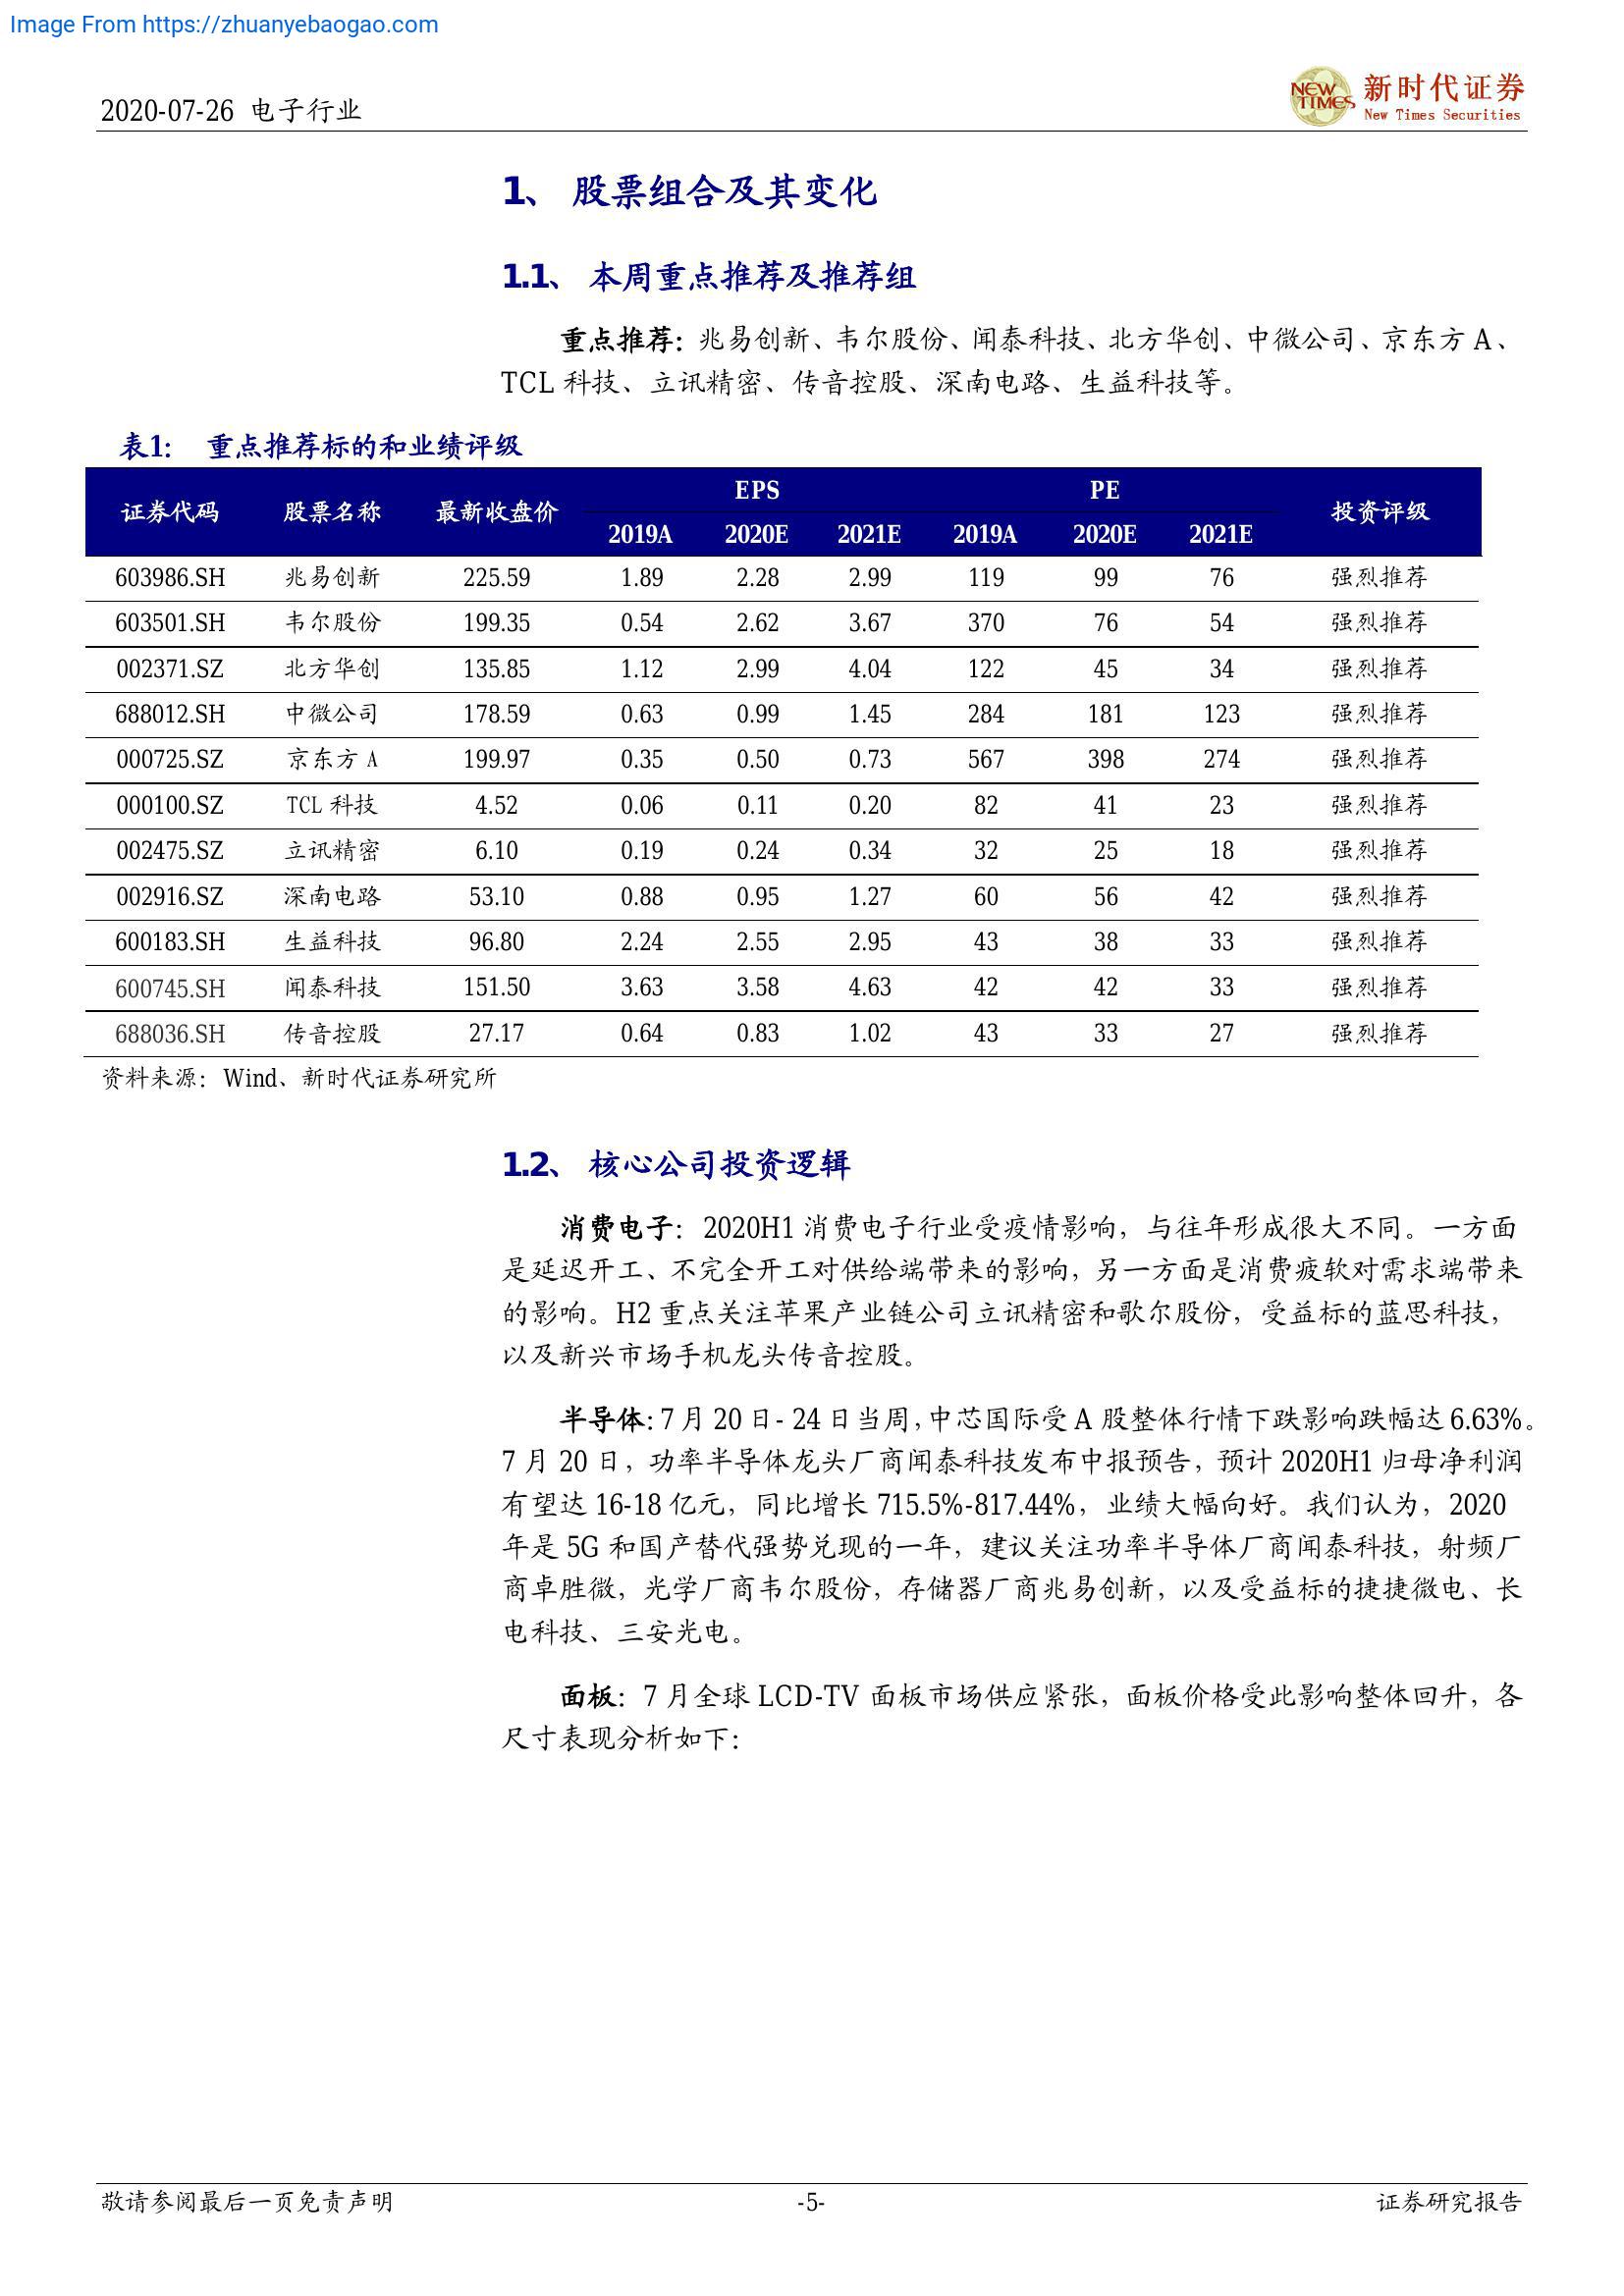 Image From https://zhuanyebaogao.com
2020-07-26 电子行业
NEW TIMES 新时代证券
New Times Securities
1、 股票组合及其变化
1.1、 本周重点推荐及推荐组
重点推荐：兆易创新、韦尔股份、闻泰科技、北方华创、中微公司、京东方 A、
TCL 科技、立讯精密、传音控股、深南电路、生益科技等。
表1： 重点推荐标的和业绩评级
证券代码 股票名称 最新收盘价 EPS PE 投资评级
2019A 2020E 2021E 2019A 2020E 2021E
603986.SH 兆易创新 225.59 1.89 2.28 2.99 119 99 76 强烈推荐
603501.SH 韦尔股份 199.35 0.54 2.62 3.67 370 76 54 强烈推荐
002371.SZ 北方华创 135.85 1.12 2.99 4.04 122 45 34 强烈推荐
688012.SH 中微公司 178.59 0.63 0.99 1.45 284 181 123 强烈推荐
000725.SZ 京东方 A 199.97 0.35 0.50 0.73 567 398 274 强烈推荐
000100.SZ TCL 科技 4.52 0.06 0.11 0.20 82 41 23 强烈推荐
002475.SZ 立讯精密 6.10 0.19 0.24 0.34 32 25 18 强烈推荐
002916.SZ 深南电路 53.10 0.88 0.95 1.27 60 56 42 强烈推荐
600183.SH 生益科技 96.80 2.24 2.55 2.95 43 38 33 强烈推荐
600745.SH 闻泰科技 151.50 3.63 3.58 4.63 42 42 33 强烈推荐
688036.SH 传音控股 27.17 0.64 0.83 1.02 43 33 27 强烈推荐
资料来源：Wind、新时代证券研究所
1.2、 核心公司投资逻辑
消费电子：2020H1 消费电子行业受疫情影响，与往年形成很大不同。一方面
是延迟开工、不完全开工对供给端带来的影响，另一方面是消费疲软对需求端带来
的影响。H2 重点关注苹果产业链公司立讯精密和歌尔股份，受益标的蓝思科技，
以及新兴市场手机龙头传音控股。
半导体：7 月 20 日- 24 日当周，中芯国际受 A 股整体行情下跌影响跌幅达 6.63%。
7 月 20 日，功率半导体龙头厂商闻泰科技发布中报预告，预计 2020H1 归母净利润
有望达 16-18 亿元，同比增长 715.5%-817.44%，业绩大幅向好。我们认为，2020
年是 5G 和国产替代强势兑现的一年，建议关注功率半导体厂商闻泰科技，射频厂
商卓胜微，光学厂商韦尔股份，存储器厂商兆易创新，以及受益标的捷捷微电、长
电科技、三安光电。
面板：7 月全球 LCD-TV 面板市场供应紧张，面板价格受此影响整体回升，各
尺寸表现分析如下：
敬请参阅最后一页免责声明 -5- 证券研究报告